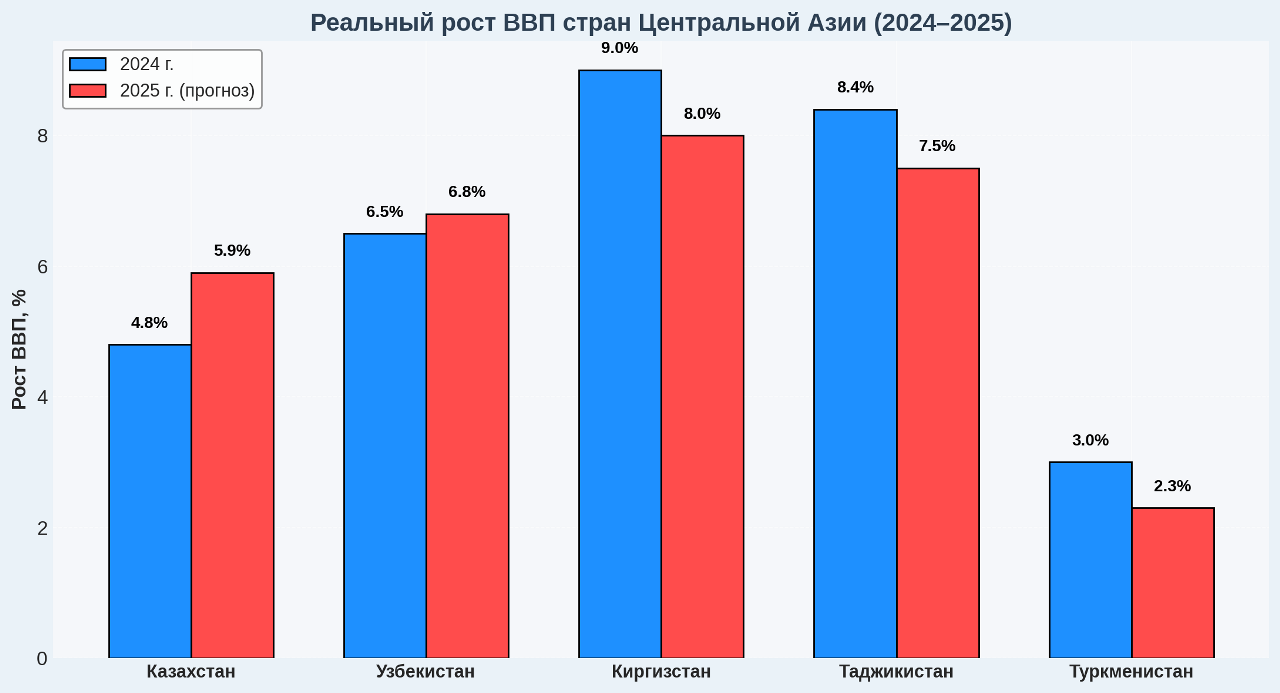 Реальный рост ВВП стран Центральной Азии (2024–2025)
2024 г.
2025 г. (прогноз)
Рост ВВП, %
8
6
4
2
0
4.8%
5.9%
6.5%
6.8%
9.0%
8.0%
8.4%
7.5%
3.0%
2.3%
Казахстан
Узбекистан
Киргизстан
Таджикистан
Туркменистан